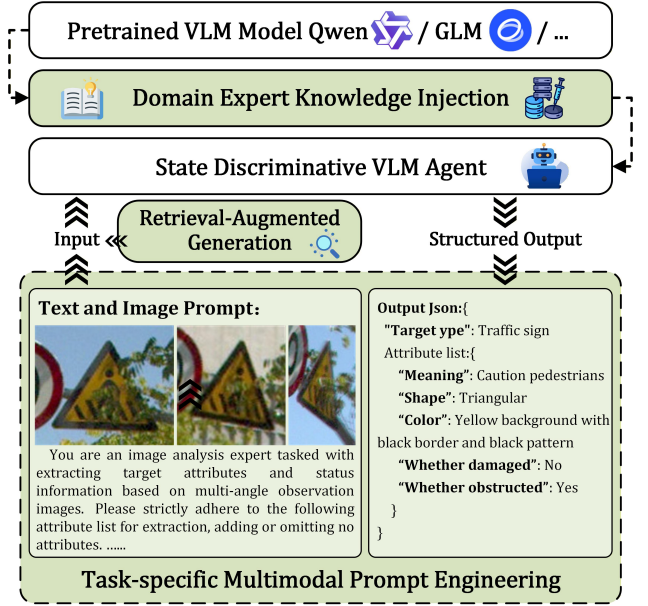 Pretrained VLM Model Qwen / GLM / ...
Domain Expert Knowledge Injection
State Discriminative VLM Agent
Retrieval-Augmented
Generation
Input
Structured Output
Text and Image Prompt：
You are an image analysis expert tasked with
extracting target attributes and status
information based on multi-angle observation
images. Please strictly adhere to the following
attribute list for extraction, adding or omitting no
attributes. ......
Output Json:{
"Target ype": Traffic sign
Attribute list:{
“Meaning”: Caution pedestrians
“Shape”: Triangular
“Color”: Yellow background with
black border and black pattern
“Whether damaged”: No
“Whether obstructed”: Yes
}
}
Task-specific Multimodal Prompt Engineering